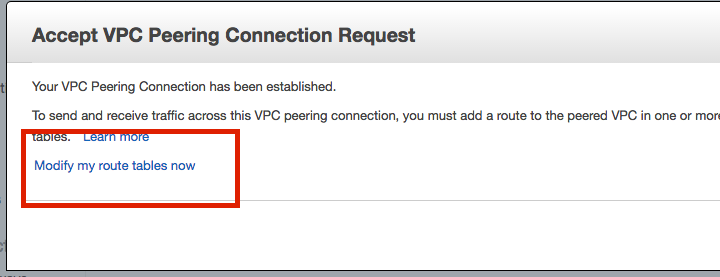 Accept VPC Peering Connection Request
Your VPC Peering Connection has been established.
To send and receive traffic across this VPC peering connection, you must add a route to the peered VPC in one or more
tables. Learn more
Modify my route tables now